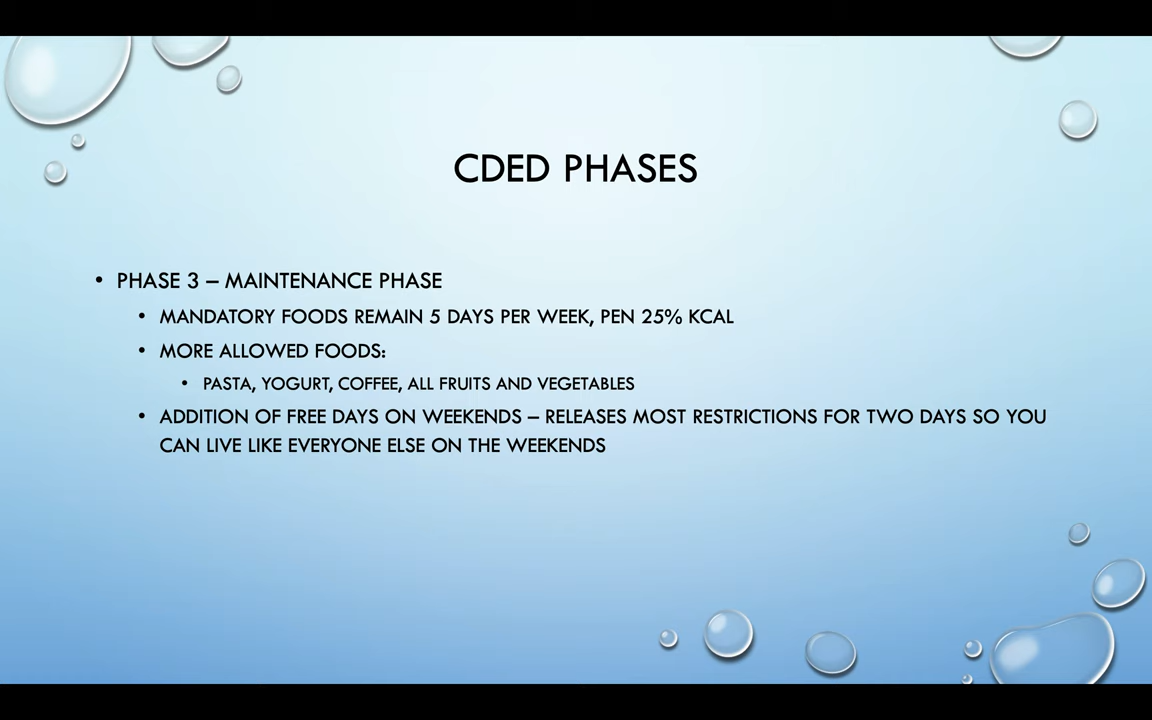 CDED PHASES
• PHASE 3 – MAINTENANCE PHASE
• MANDATORY FOODS REMAIN 5 DAYS PER WEEK, PEN 25% KCAL
• MORE ALLOWED FOODS:
• PASTA, YOGURT, COFFEE, ALL FRUITS AND VEGETABLES
• ADDITION OF FREE DAYS ON WEEKENDS – RELEASES MOST RESTRICTIONS FOR TWO DAYS SO YOU
CAN LIVE LIKE EVERYONE ELSE ON THE WEEKENDS